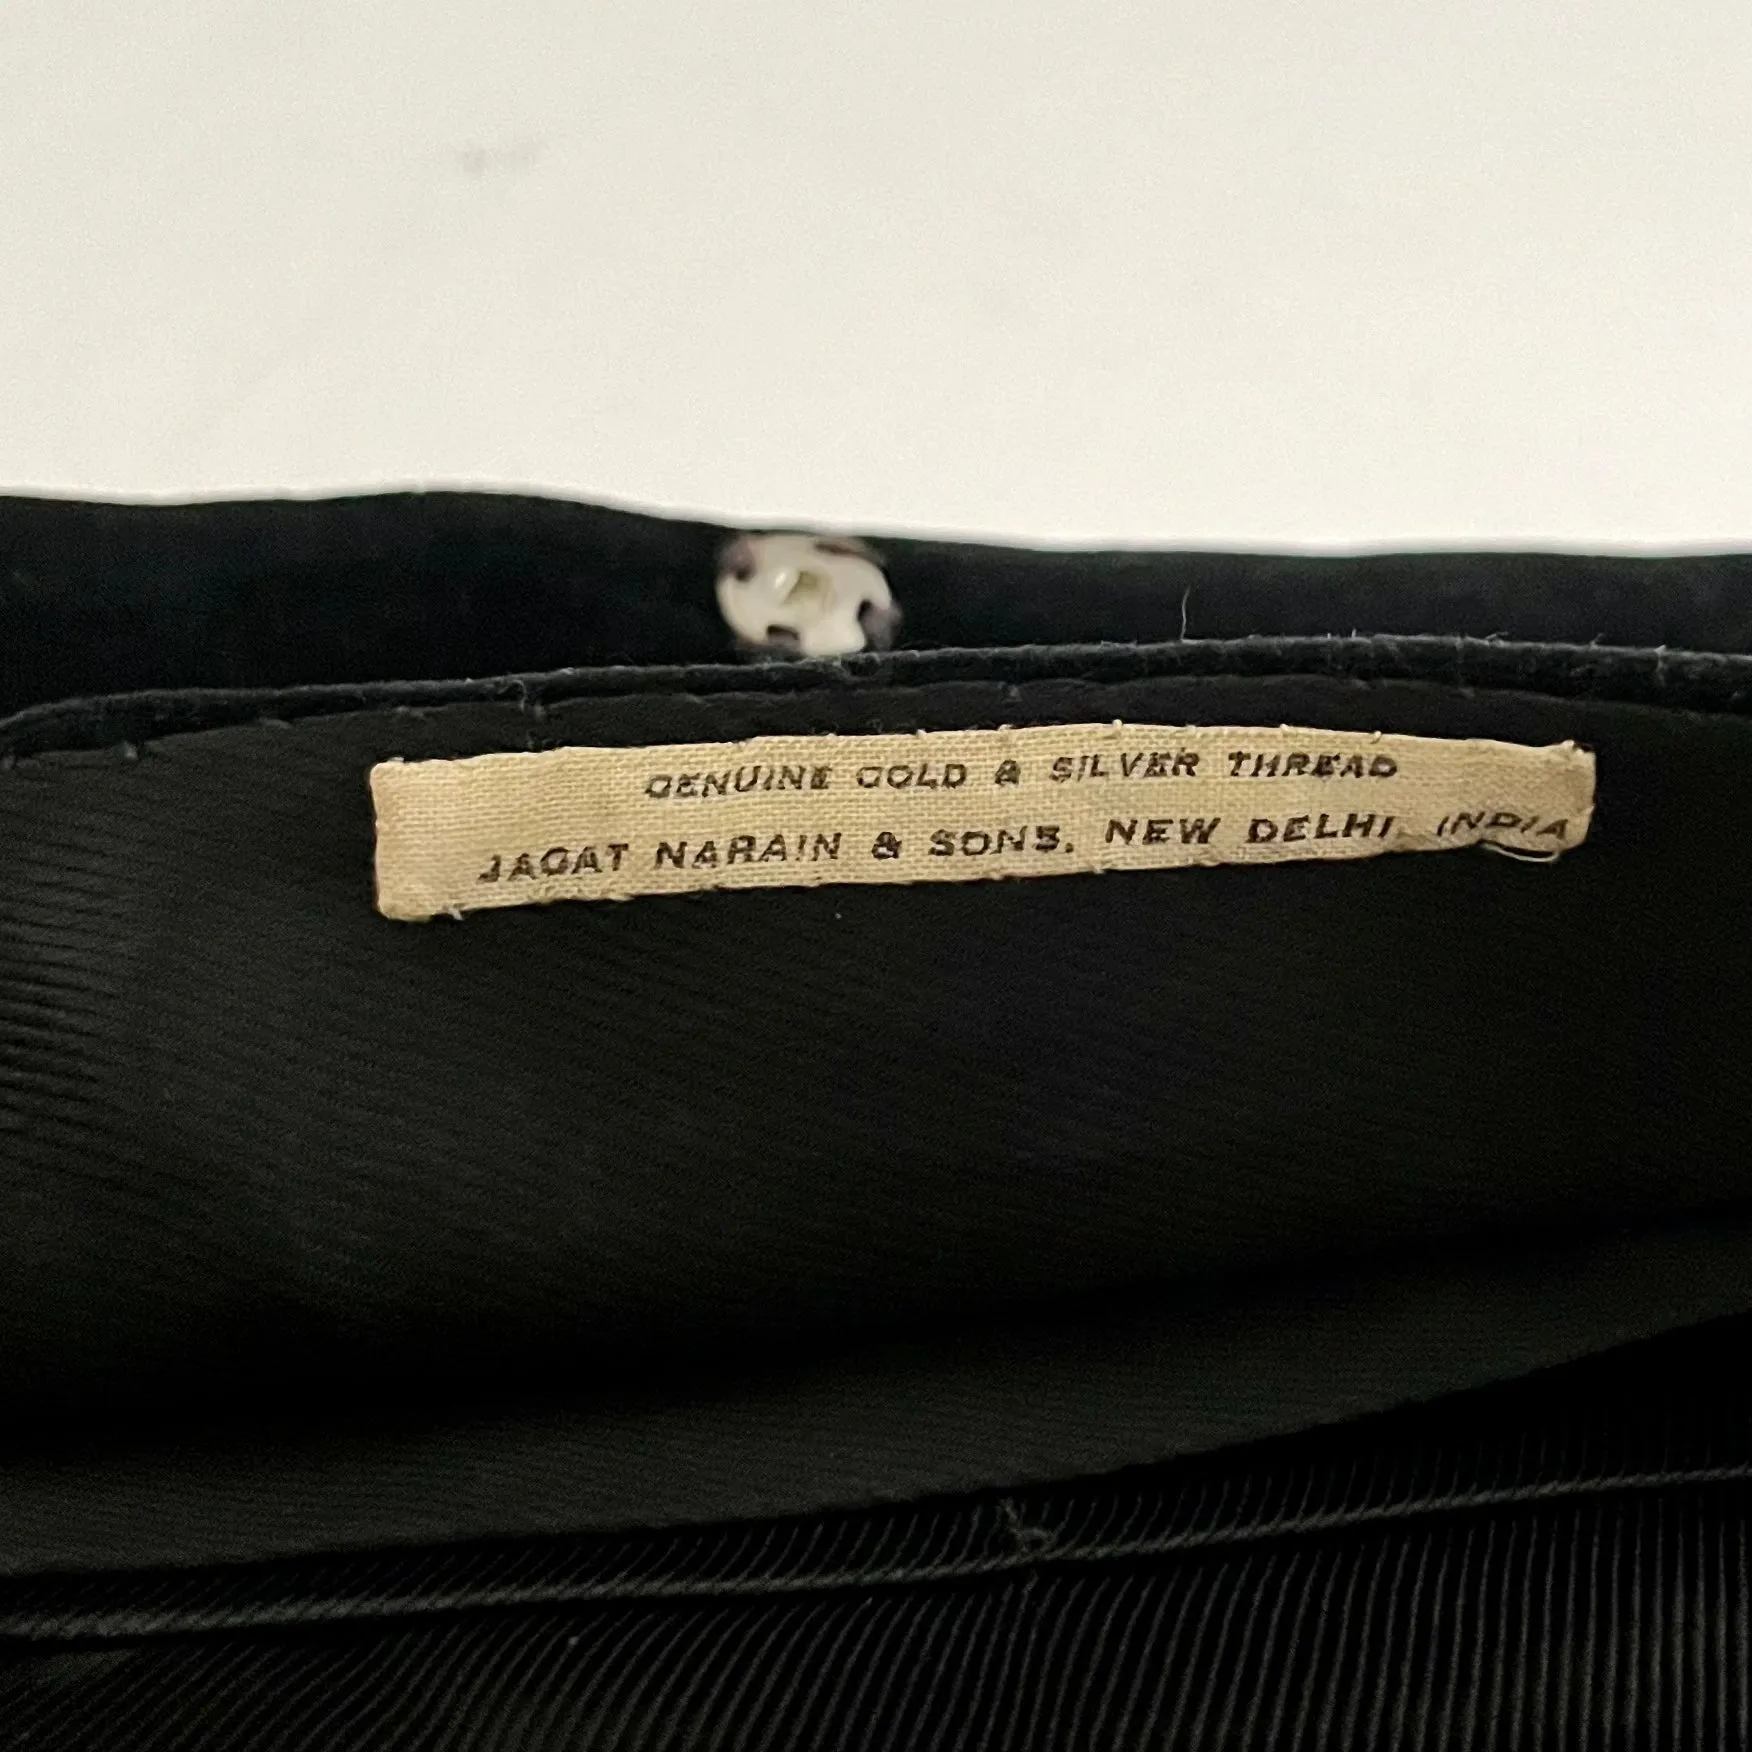 GENUINE GOLD & SILVER THREAD
JAGAT NARAIN & SONS. NEW DELHI, INDIA